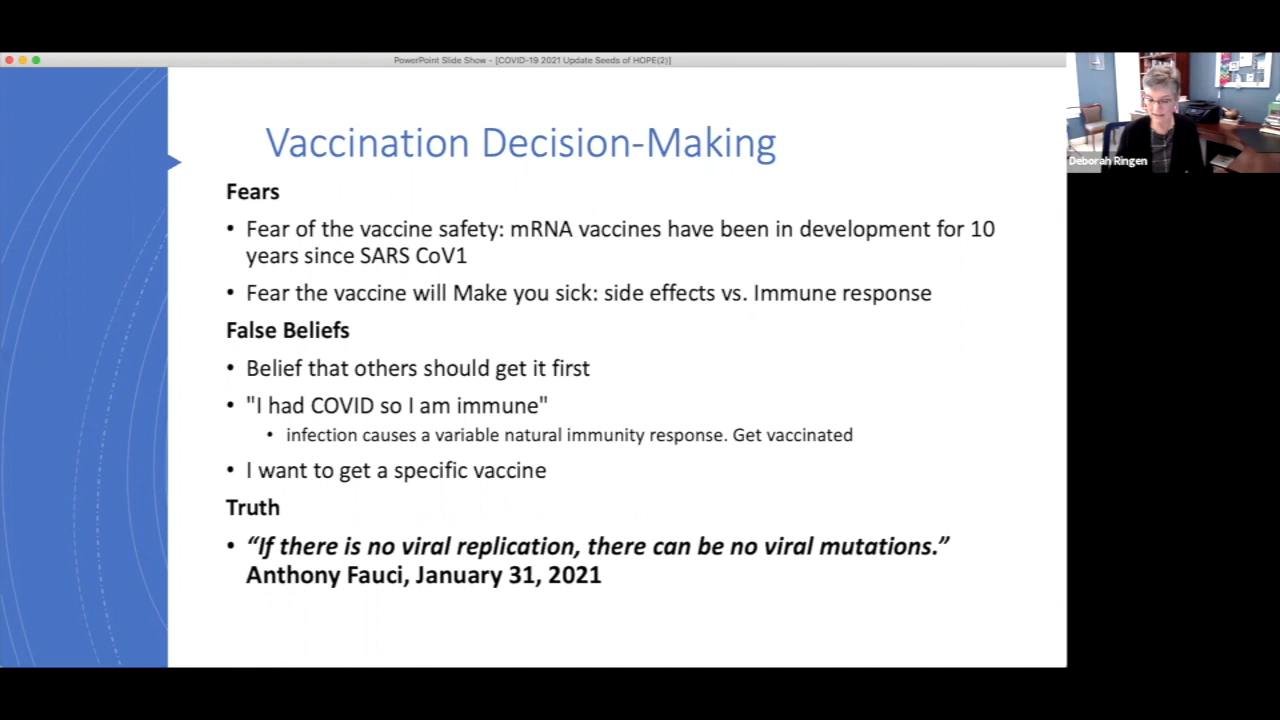 PowerPoint Slide Show - [COVID-19 2021 Update Seeds of HOPE(2)]
Vaccination Decision-Making
Fears
• Fear of the vaccine safety: mRNA vaccines have been in development for 10
years since SARS CoV1
• Fear the vaccine will Make you sick: side effects vs. Immune response
False Beliefs
• Belief that others should get it first
• "I had COVID so I am immune"
• infection causes a variable natural immunity response. Get vaccinated
• I want to get a specific vaccine
Truth
• “If there is no viral replication, there can be no viral mutations.”
Anthony Fauci, January 31, 2021
Deborah Ringen